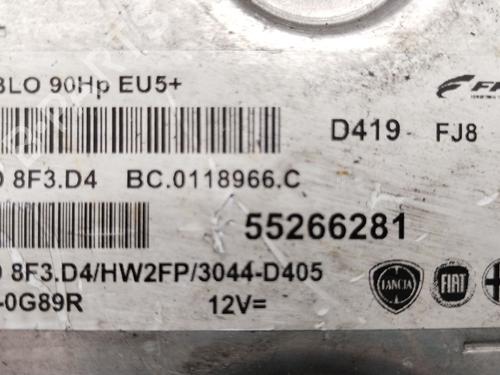 BLO 90Hp EU5+
D419 FJ8
8F3.D4 BC.0118966.C
55266281
8F3.D4/HW2FP/3044-D405
-0G89R 12V=
LANCIA FIAT